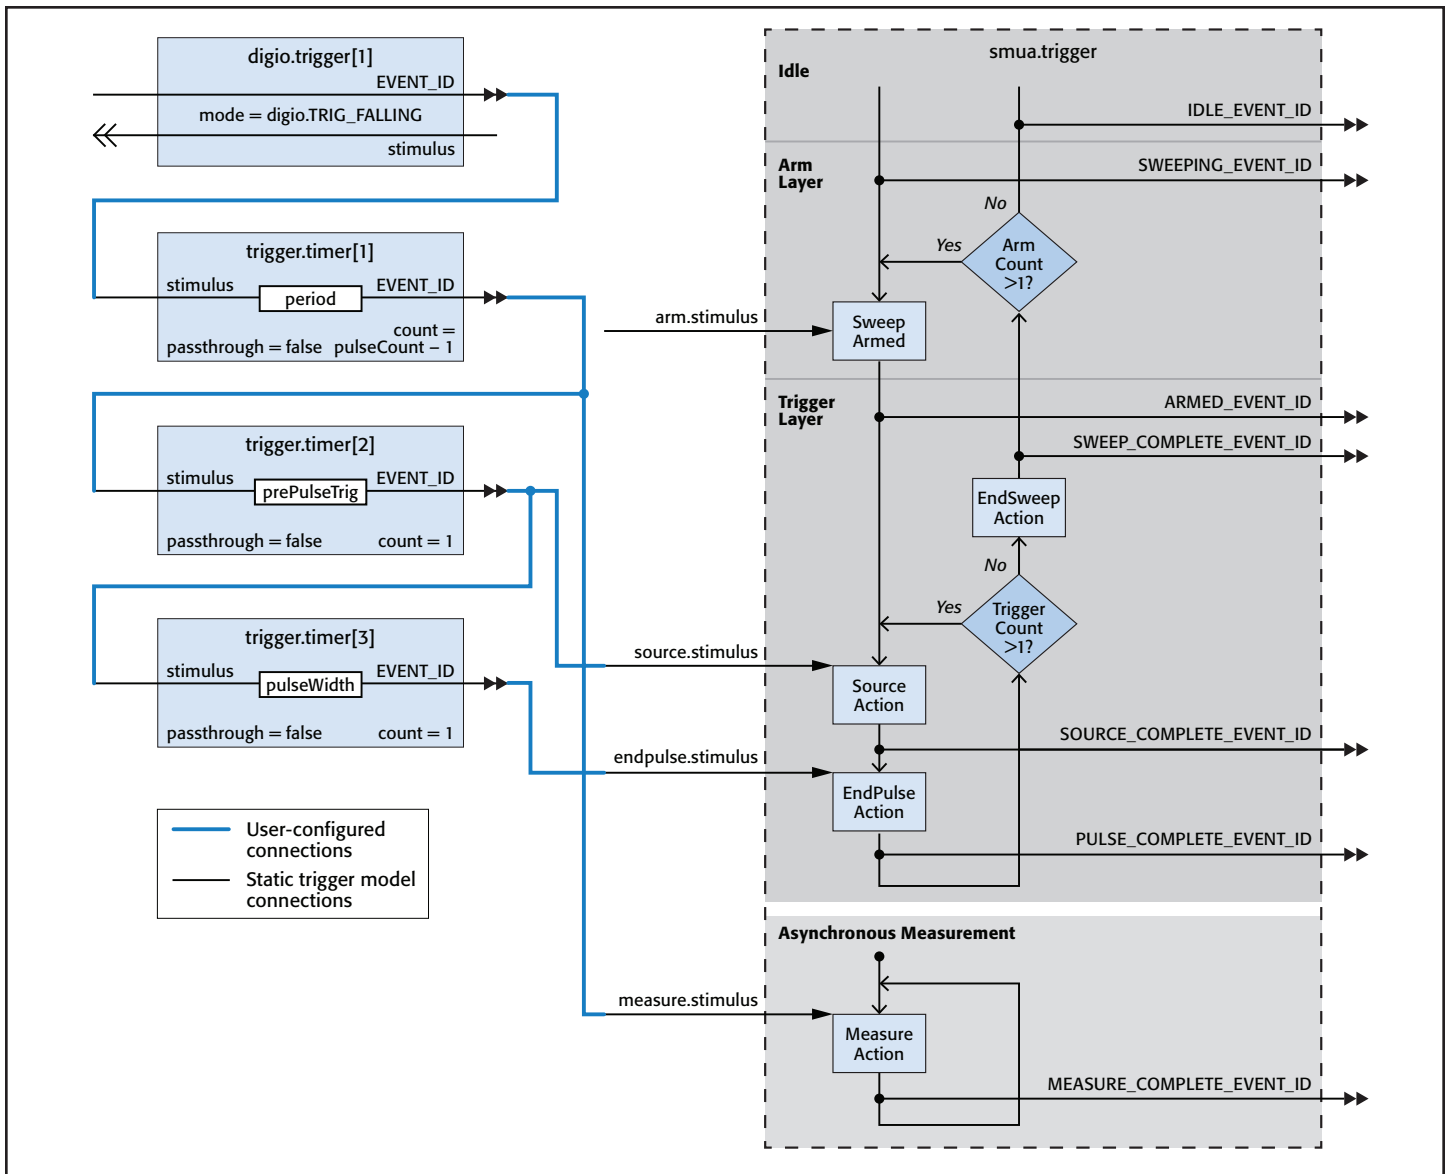 digio.trigger[1]
EVENT_ID
mode = digio.TRIG_FALLING
stimulus
trigger.timer[1]
stimulus
period
EVENT_ID
count =
passthrough = false pulseCount – 1
trigger.timer[2]
stimulus
prePulseTrig
EVENT_ID
passthrough = false
count = 1
trigger.timer[3]
stimulus
pulseWidth
EVENT_ID
passthrough = false
count = 1
User-configured
connections
Static trigger model
connections
arm.stimulus
source.stimulus
endpulse.stimulus
measure.stimulus
smua.trigger
Idle
IDLE_EVENT_ID
Arm
Layer
SWEEPING_EVENT_ID
No
Yes
Arm
Count
>1?
Sweep
Armed
Trigger
Layer
ARMED_EVENT_ID
SWEEP_COMPLETE_EVENT_ID
EndSweep
Action
No
Yes
Trigger
Count
>1?
Source
Action
SOURCE_COMPLETE_EVENT_ID
EndPulse
Action
PULSE_COMPLETE_EVENT_ID
Asynchronous Measurement
Measure
Action
MEASURE_COMPLETE_EVENT_ID